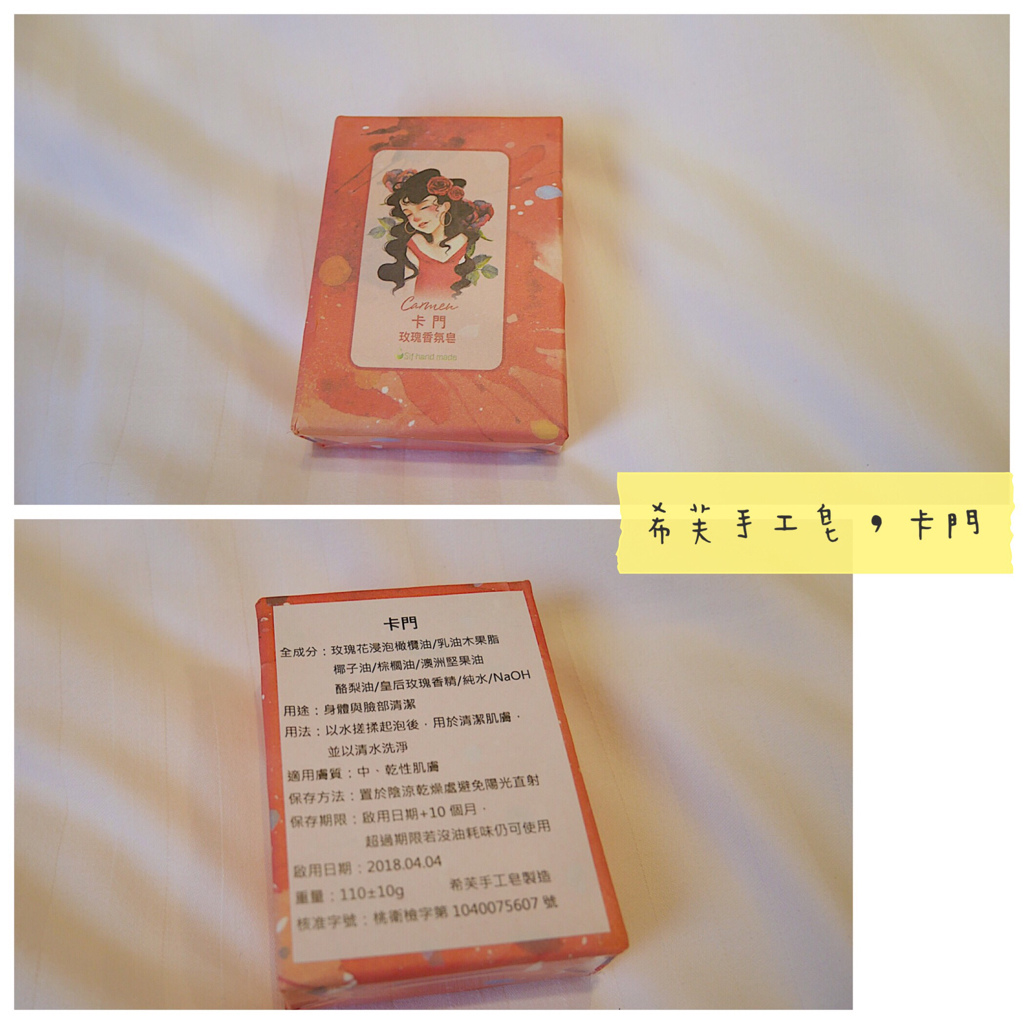 Carmen
卡門
玫瑰香氛皂
hand made
希芙手工皂，卡門
卡門
全成分：玫瑰花浸泡橄欖油/乳油木果脂
椰子油/棕櫚油/澳洲堅果油
酪梨油/皇后玫瑰香精/純水/NaOH
用途：身體與臉部清潔
用法：以水搓揉起泡後，用於清潔肌膚，
並以清水洗淨
適用膚質：中、乾性肌膚
保存方法：置於陰涼乾燥處避免陽光直射
保存期限：啟用日期+10 個月，
超過期限若沒油耗味仍可使用
啟用日期：2018.04.04
重量：110±10g 希芙手工皂製造
核准字號：桃衛檢字第 1040075607 號